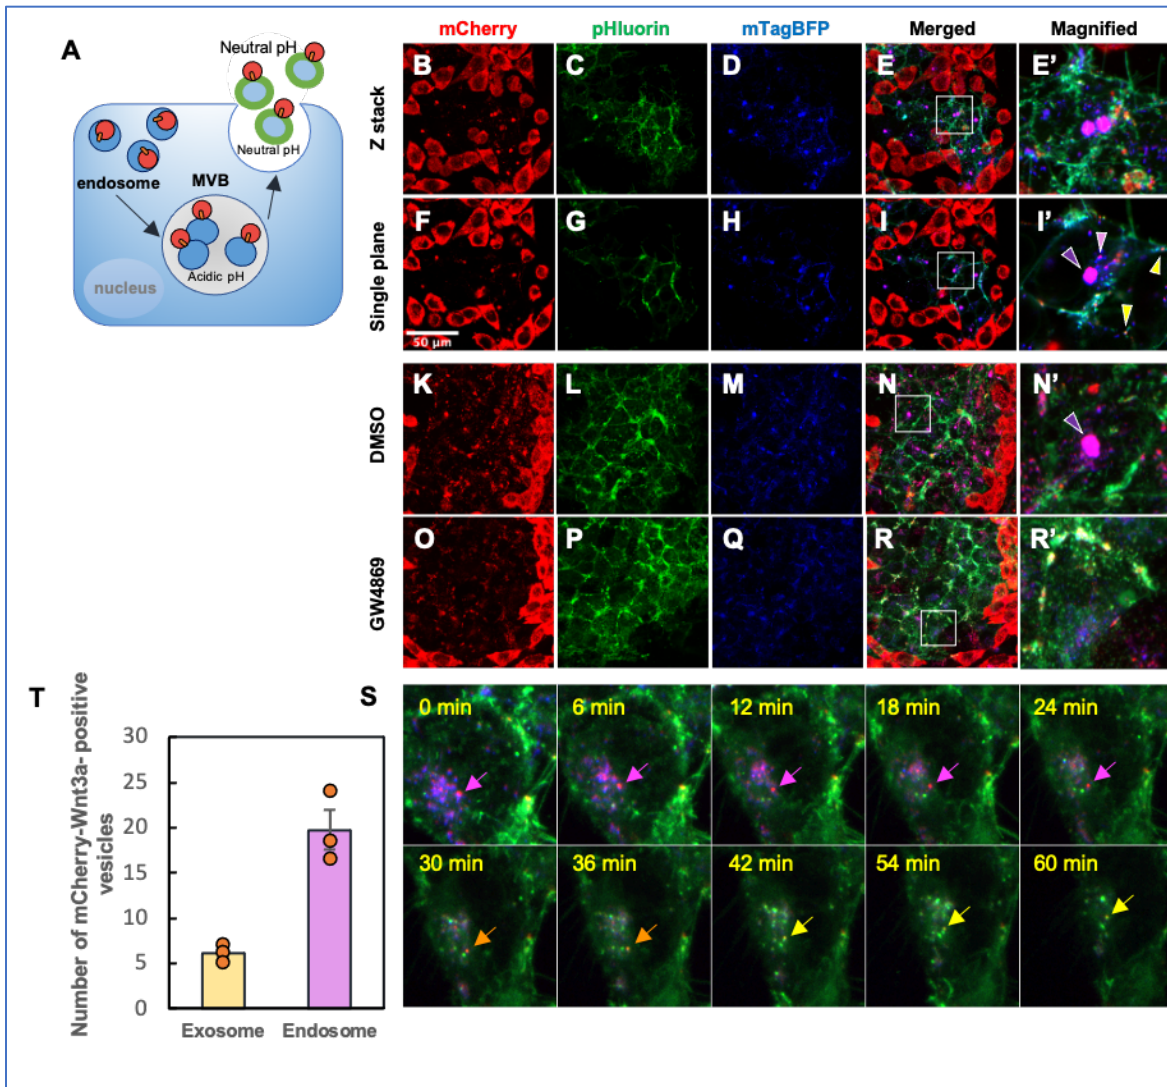 A
Neutral pH
Neutral pH
endosome
MVB
Acidic pH
nucleus
mCherry
pHluorin
mTagBFP
Merged
Magnified
Z stack
B
C
D
E
E'
Single plane
F
G
H
I
I'
50 μm
DMSO
K
L
M
N
N'
GW4869
O
P
Q
R
R'
T
Number of mCherry-Wnt3a- positive
vesicles
30
25
20
15
10
5
0
Exosome
Endosome
S
0 min
6 min
12 min
18 min
24 min
30 min
36 min
42 min
54 min
60 min